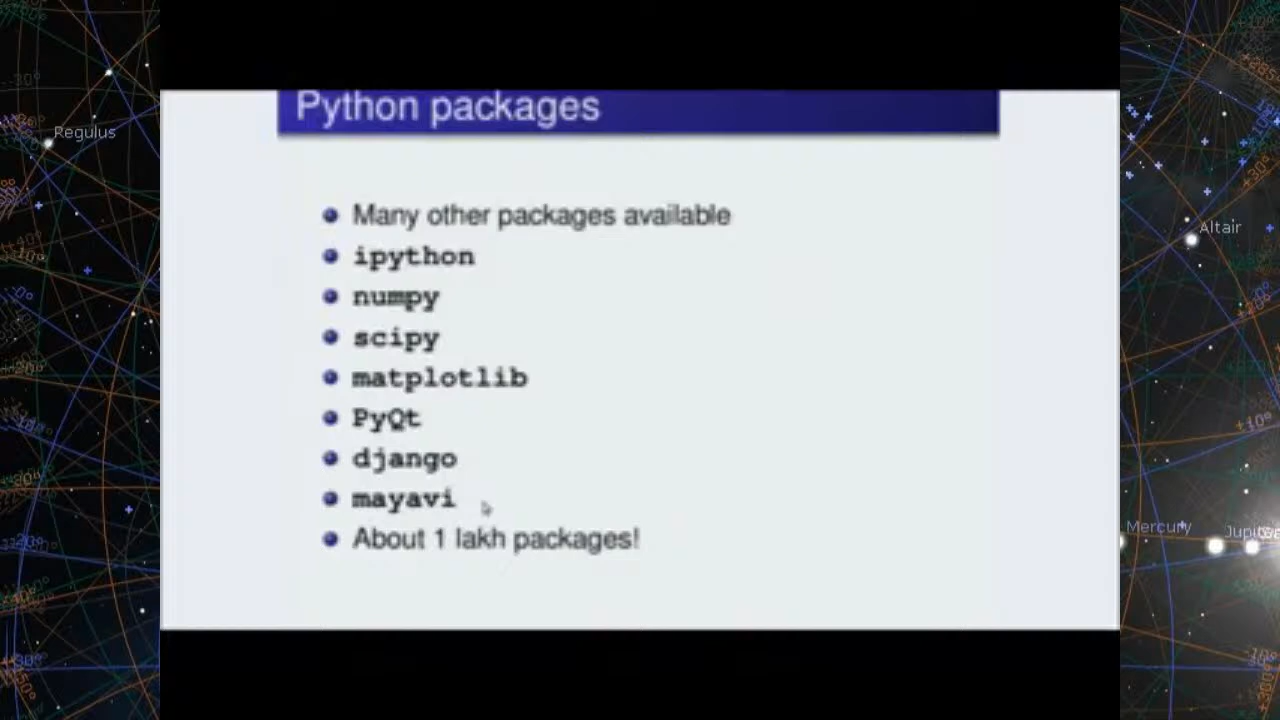 Python packages
Many other packages available
ipython
numpy
scipy
matplotlib
PyQt
django
mayavi
About 1 lakh packages!
Regulus
Altair
Mercury
+10°